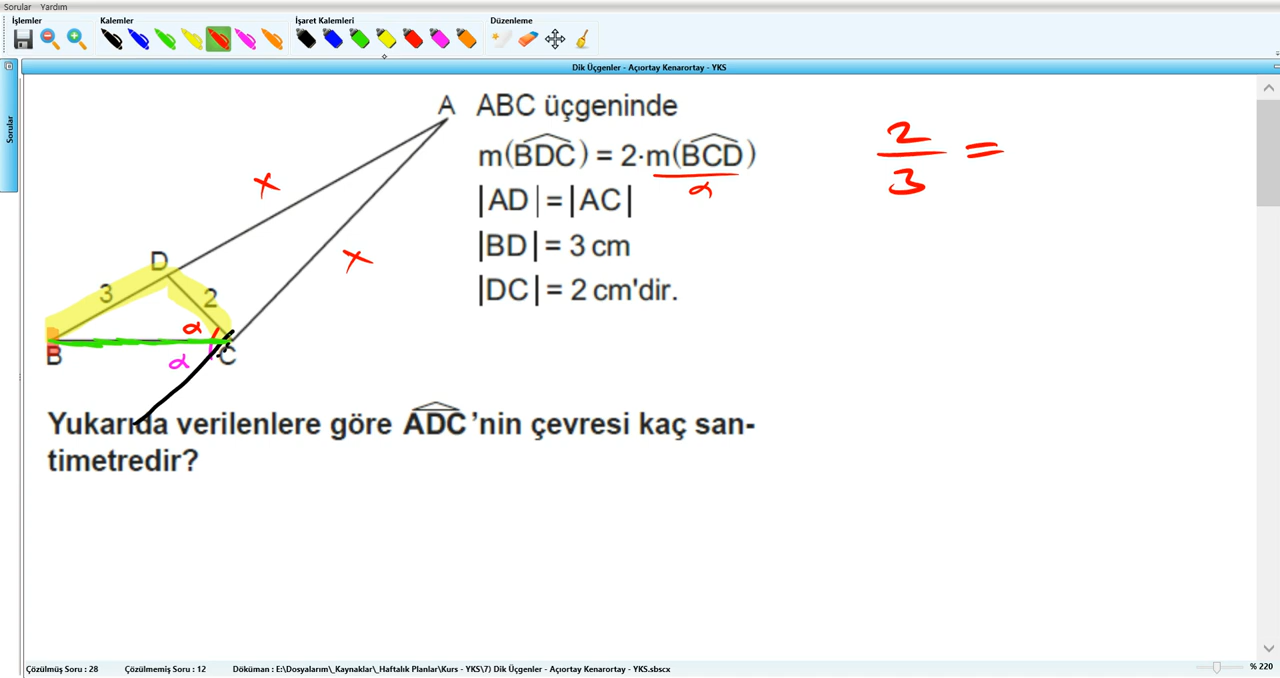 Sorular Yardım
İşlemler Kalemler İşaret Kalemleri Düzenleme
Dik Üçgenler - Açıortay Kenarortay - YKS
Sorular
A ABC üçgeninde
m(BDC) = 2·m(BCD)
α
|AD| = |AC|
|BD| = 3 cm
|DC| = 2 cm'dir.
2
3
=
x
x
D
3
2
α
B
α
C
Yukarıda verilenlere göre ADC 'nin çevresi kaç san-
timetredir?
Çözülmüş Soru : 28 Çözülmemiş Soru : 12 Döküman : E:\Dosyalarım\_Kaynaklar\_Haftalık Planlar\Kurs - YKS\7) Dik Üçgenler - Açıortay Kenarortay - YKS.sbscx % 220